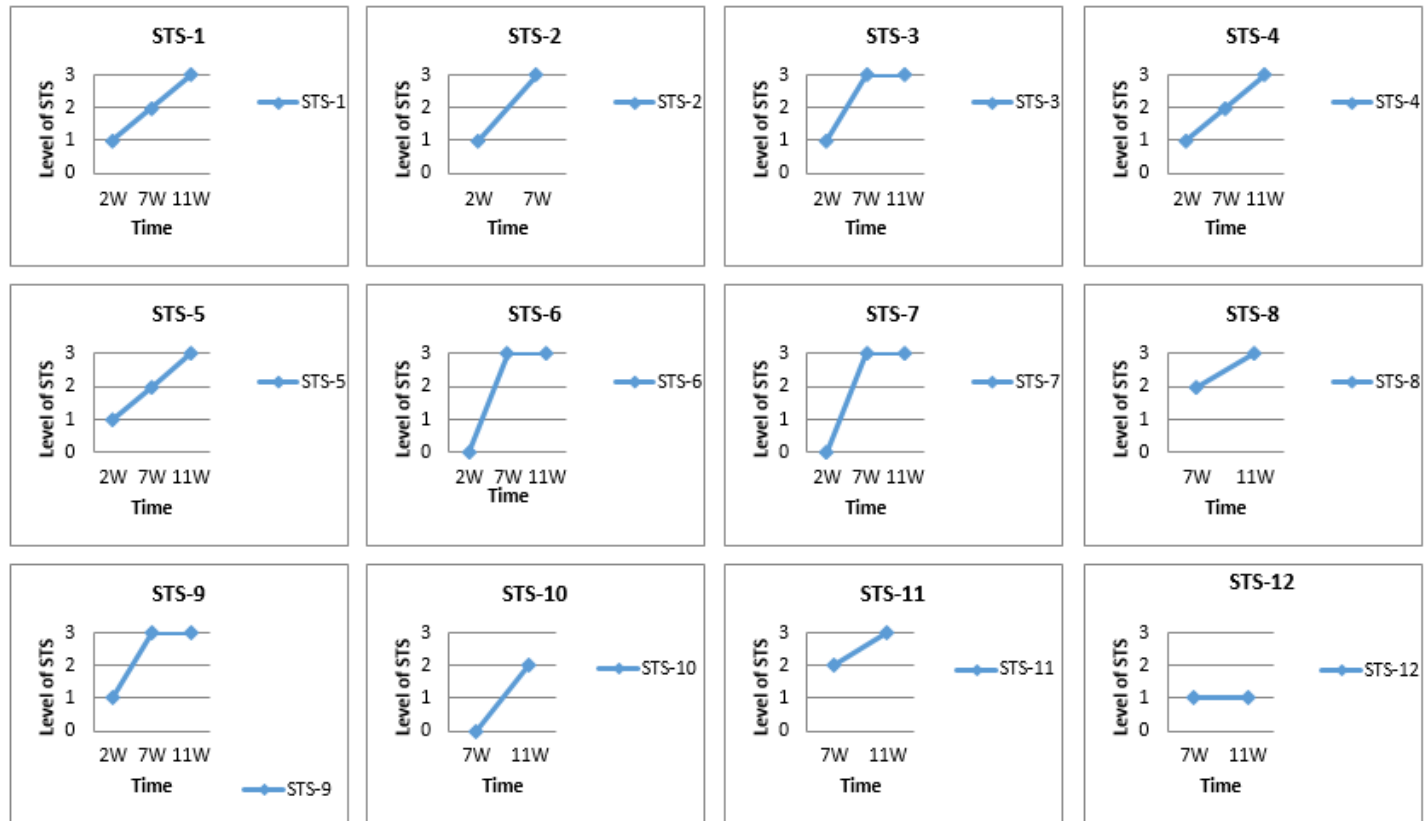 STS-1
Level of STS
3
2
1
0
2W 7W 11W
Time
STS-1
STS-2
Level of STS
3
2
1
0
2W 7W
Time
STS-2
STS-3
Level of STS
3
2
1
0
2W 7W 11W
Time
STS-3
STS-4
Level of STS
3
2
1
0
2W 7W 11W
Time
STS-4
STS-5
Level of STS
3
2
1
0
2W 7W 11W
Time
STS-5
STS-6
Level of STS
3
2
1
0
2W 7W 11W
Time
STS-6
STS-7
Level of STS
3
2
1
0
2W 7W 11W
Time
STS-7
STS-8
Level of STS
3
2
1
0
7W 11W
Time
STS-8
STS-9
Level of STS
3
2
1
0
2W 7W 11W
Time
STS-9
STS-10
Level of STS
3
2
1
0
7W 11W
Time
STS-10
STS-11
Level of STS
3
2
1
0
7W 11W
Time
STS-11
STS-12
Level of STS
3
2
1
0
7W 11W
Time
STS-12